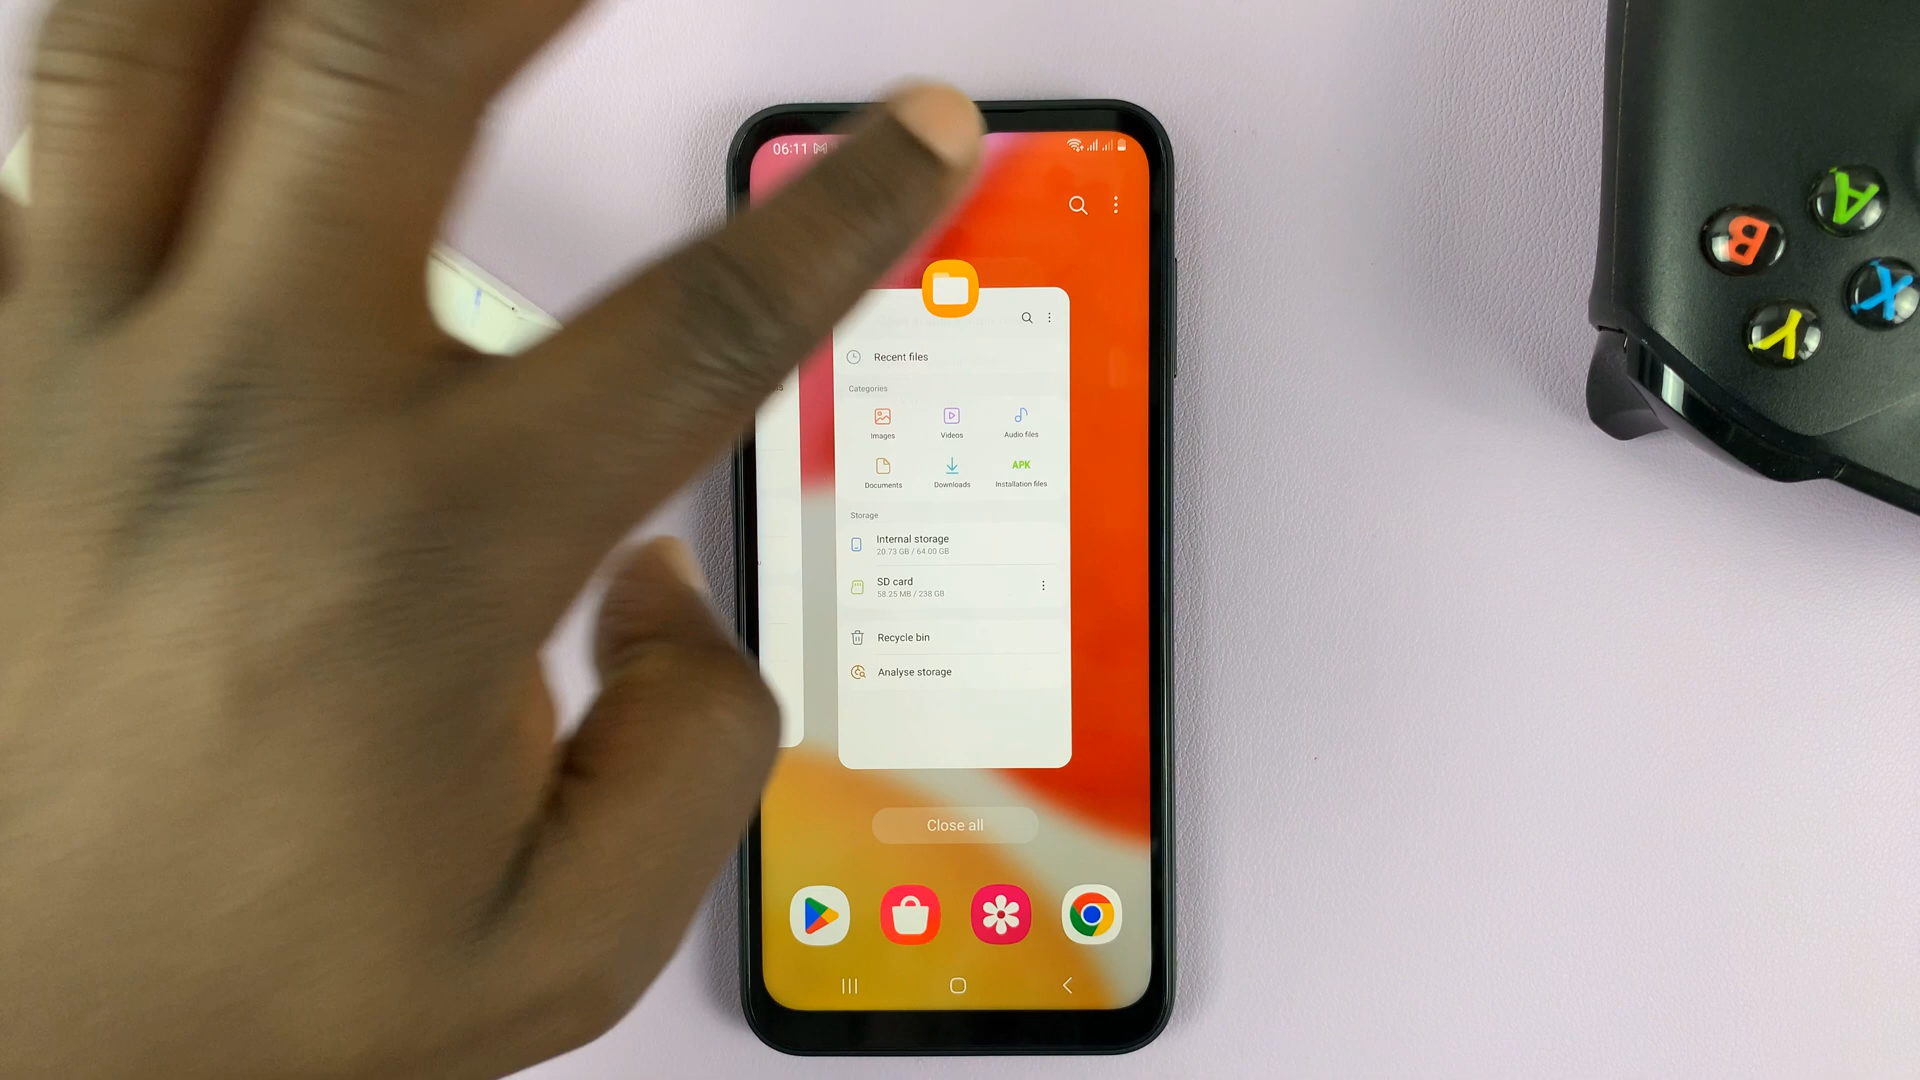 06:11
Recent files
Categories
Images
Videos
Audio files
APK
Documents
Downloads
Installation files
Storage
Internal storage
20.73 GB / 64.00 GB
SD card
58.25 MB / 238 GB
Recycle bin
Analyse storage
Close all
A
B
X
Y